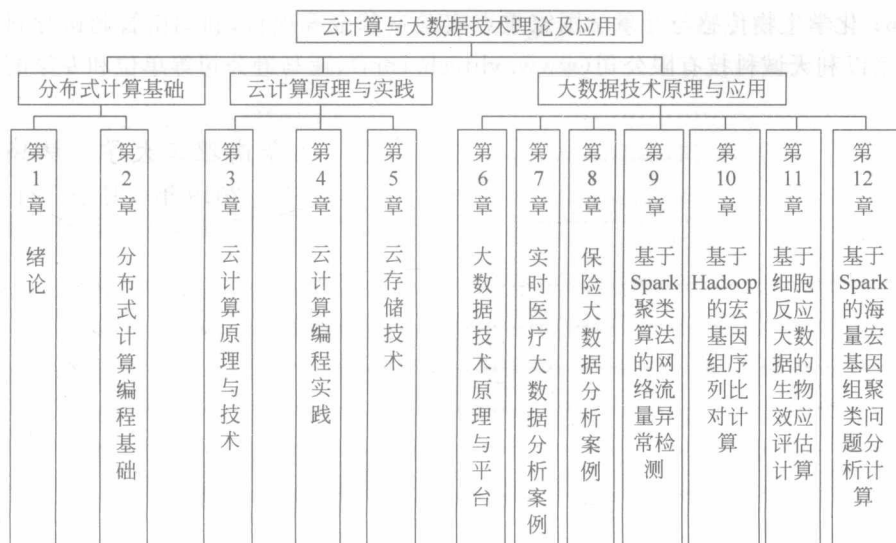 云计算与大数据技术理论及应用
分布式计算基础
云计算原理与实践
大数据技术原理与应用
第1章 绪论
第2章 分布式计算编程基础
第3章 云计算原理与技术
第4章 云计算编程实践
第5章 云存储技术
第6章 大数据技术原理与平台
第7章 实时医疗大数据分析案例
第8章 保险大数据分析案例
第9章 基于Spark聚类算法的网络流量异常检测
第10章 基于Hadoop的宏基因组序列比对计算
第11章 基于细胞反应大数据的生物效应评估计算
第12章 基于Spark的海量宏基因组聚类问题分析计算